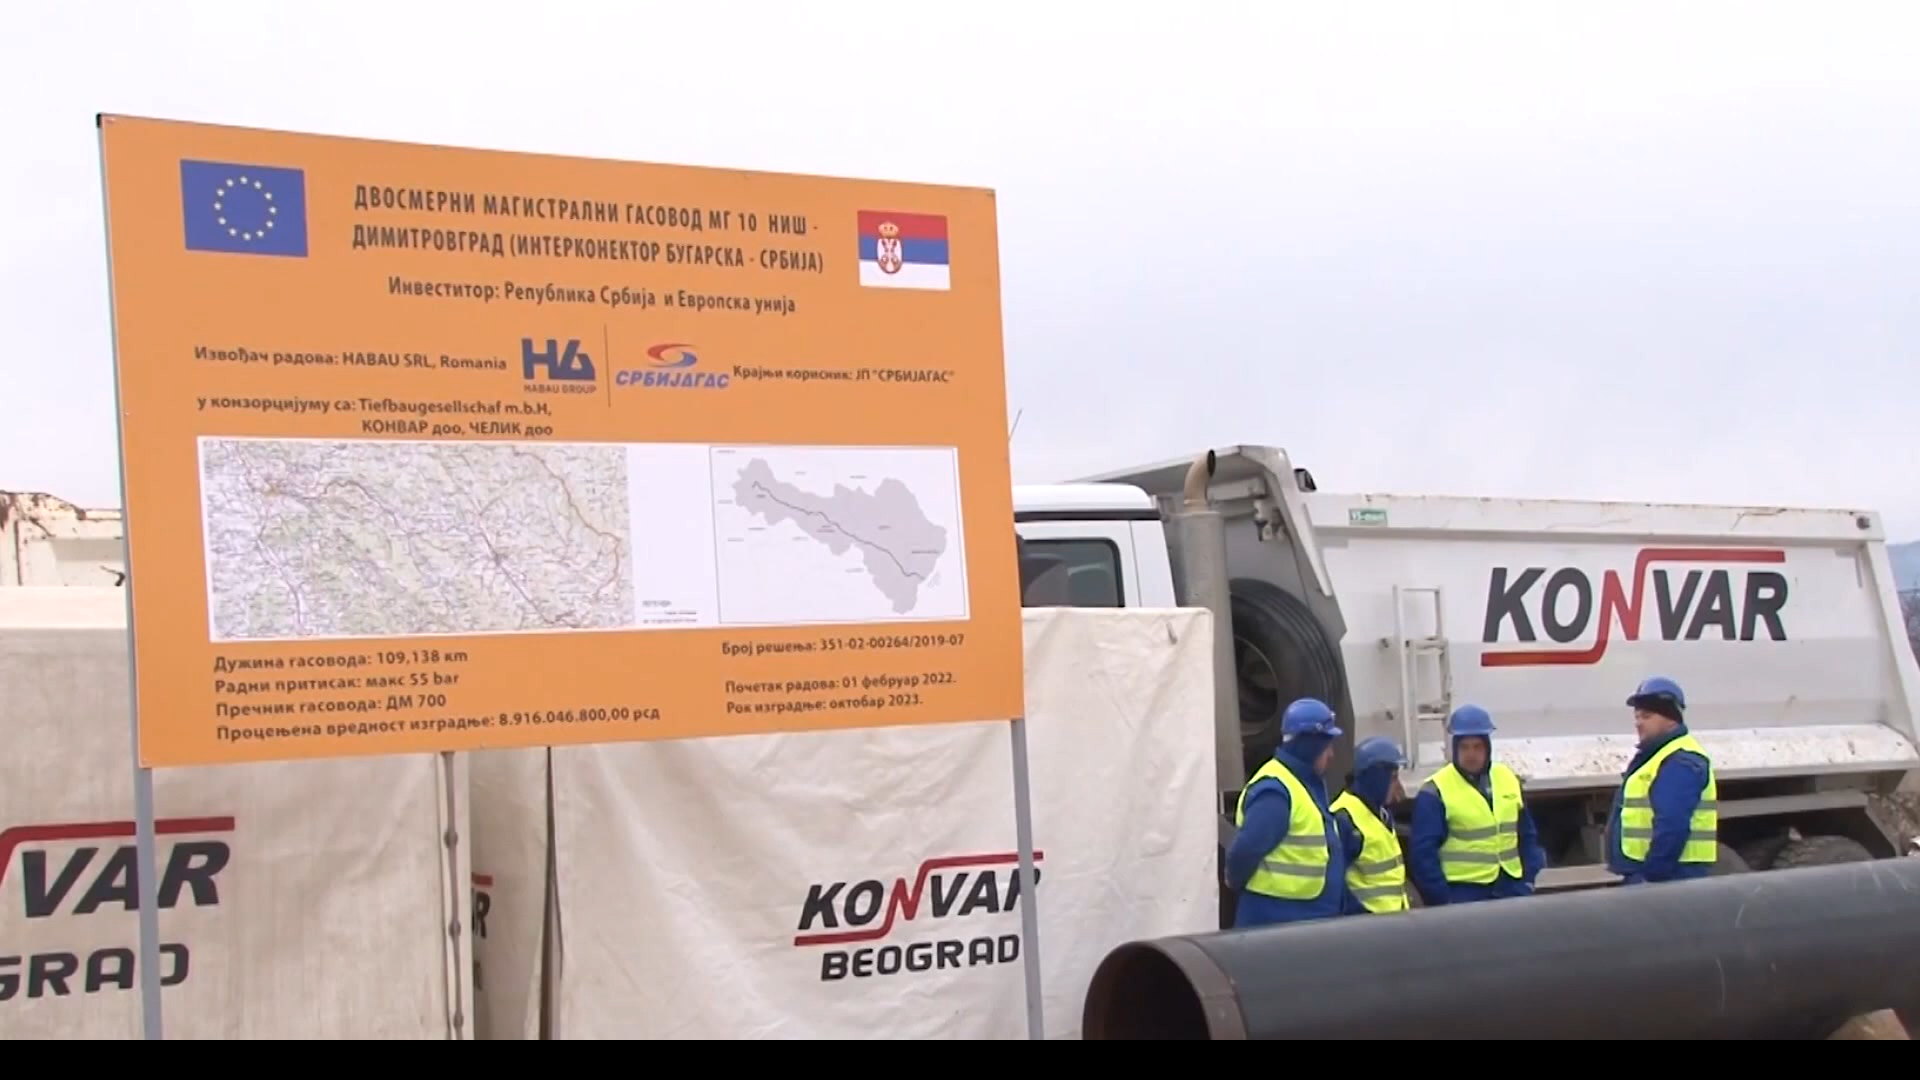 ДВОСМЕРНИ МАГИСТРАЛНИ ГАСОВОД МГ 10 НИШ -
ДИМИТРОВГРАД (ИНТЕРКОНЕКТОР БУГАРСКА - СРБИЈА)
Инвеститор: Република Србија и Европска унија
Извођач радова: HABAU SRL, Romania
HABAU GROUP
СРБИЈАГАС
Крајњи корисник: ЈП "СРБИЈАГАС"
у конзорцијуму са: Tiefbaugesellschaf m.b.H,
КОНВАР доо, ЧЕЛИК доо
Дужина гасовода: 109,138 km
Радни притисак: макс 55 bar
Пречник гасовода: ДМ 700
Процењена вредност изградње: 8.916.046.800,00 рсд
Број решења: 351-02-00264/2019-07
Почетак радова: 01 фебруар 2022.
Рок изградње: октобар 2023.
KONVAR
VAR
GRAD
R
KONVAR
BEOGRAD